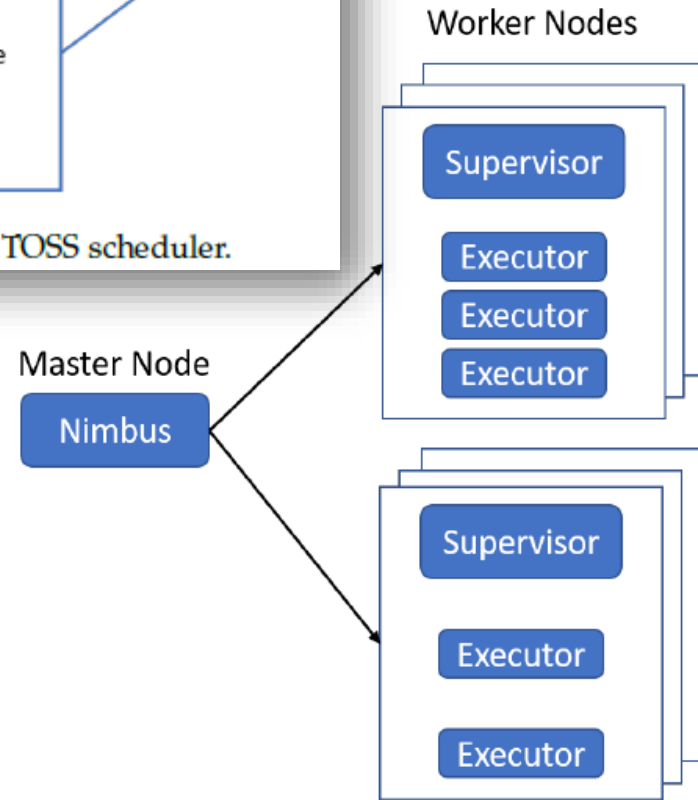 Worker Nodes
e
TOSS scheduler.
Supervisor
Executor
Executor
Executor
Master Node
Nimbus
Supervisor
Executor
Executor